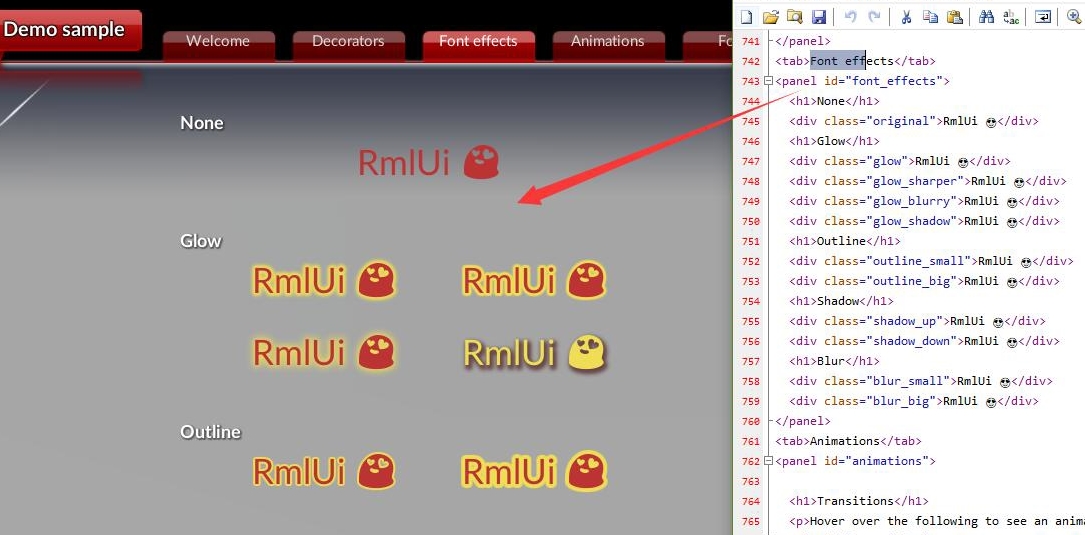 Demo sample
Welcome
Decorators
Font effects
Animations
Fo
None
RmlUi 😍
Glow
RmlUi 😍 RmlUi 😍
RmlUi 😍 RmlUi 😍
Outline
RmlUi 😍 RmlUi 😍
741 </panel>
742 <tab>Font effects</tab>
743 <panel id="font_effects">
744 <h1>None</h1>
745 <div class="original">RmlUi 😍</div>
746 <h1>Glow</h1>
747 <div class="glow">RmlUi 😍</div>
748 <div class="glow_sharper">RmlUi 😍</div>
749 <div class="glow_blurry">RmlUi 😍</div>
750 <div class="glow_shadow">RmlUi 😍</div>
751 <h1>Outline</h1>
752 <div class="outline_small">RmlUi 😍</div>
753 <div class="outline_big">RmlUi 😍</div>
754 <h1>Shadow</h1>
755 <div class="shadow_up">RmlUi 😍</div>
756 <div class="shadow_down">RmlUi 😍</div>
757 <h1>Blur</h1>
758 <div class="blur_small">RmlUi 😍</div>
759 <div class="blur_big">RmlUi 😍</div>
760 </panel>
761 <tab>Animations</tab>
762 <panel id="animations">
763
764 <h1>Transitions</h1>
765 <p>Hover over the following to see an anima